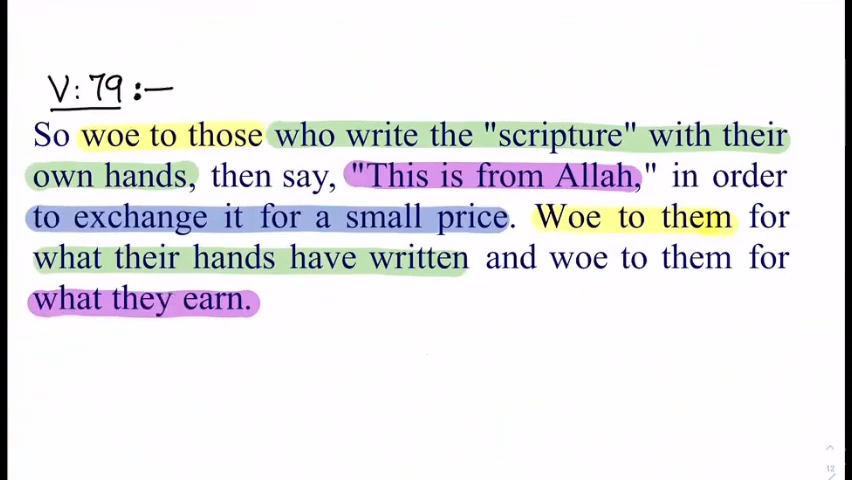 V: 79 :—
So woe to those who write the "scripture" with their
own hands, then say, "This is from Allah," in order
to exchange it for a small price. Woe to them for
what their hands have written and woe to them for
what they earn.
12